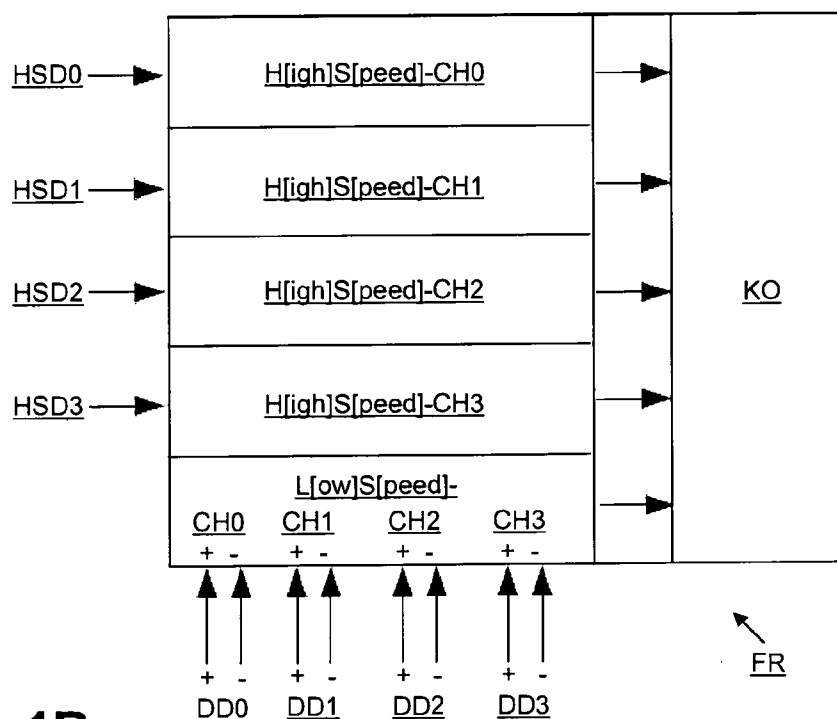 HSD0
H[igh]S[peed]-CH0
HSD1
H[igh]S[peed]-CH1
HSD2
H[igh]S[peed]-CH2
KO
HSD3
H[igh]S[peed]-CH3
L[ow]S[peed]-
CH0 CH1 CH2 CH3
+ - + - + - + -
+ - + - + - + -
DD0 DD1 DD2 DD3
FR